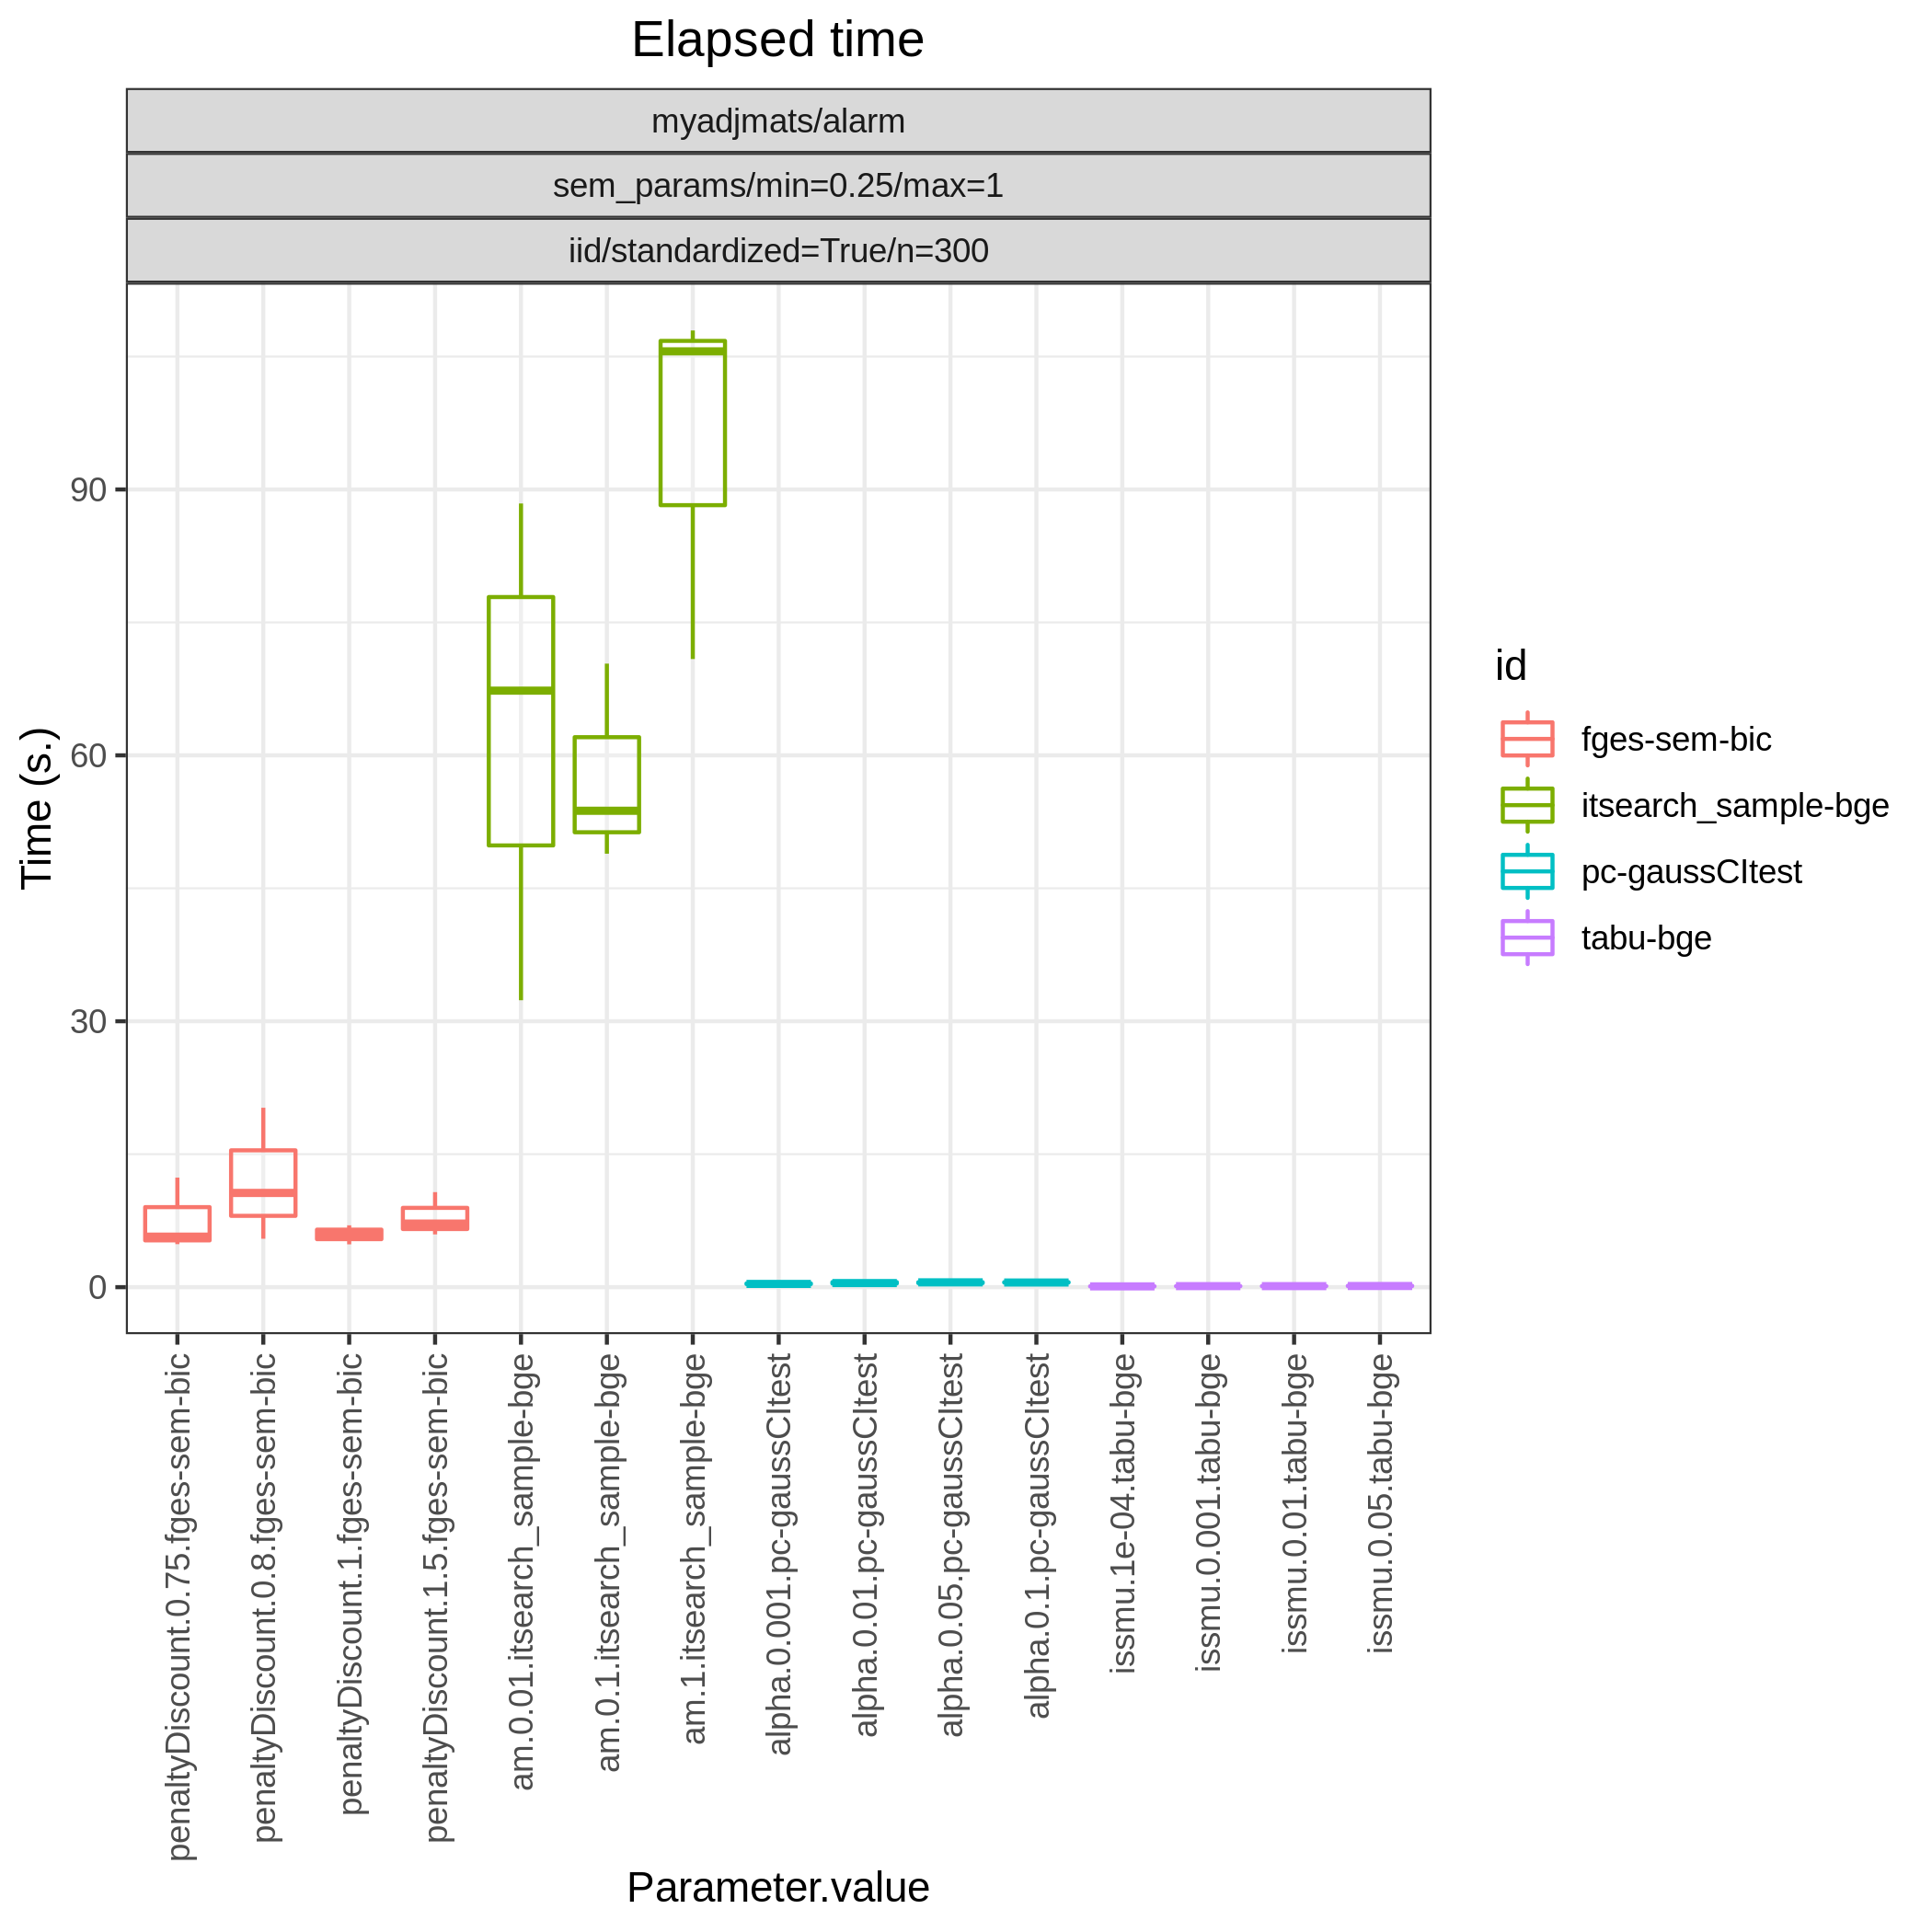 Elapsed time
myadjmats/alarm
sem_params/min=0.25/max=1
iid/standardized=True/n=300
90
60
30
0
Time (s.)
penaltyDiscount.0.75.fges-sem-bic
penaltyDiscount.0.8.fges-sem-bic
penaltyDiscount.1.fges-sem-bic
penaltyDiscount.1.5.fges-sem-bic
am.0.01.itsearch_sample-bge
am.0.1.itsearch_sample-bge
am.1.itsearch_sample-bge
alpha.0.001.pc-gaussCItest
alpha.0.01.pc-gaussCItest
alpha.0.05.pc-gaussCItest
alpha.0.1.pc-gaussCItest
issmu.1e-04.tabu-bge
issmu.0.001.tabu-bge
issmu.0.01.tabu-bge
issmu.0.05.tabu-bge
Parameter.value
id
fges-sem-bic
itsearch_sample-bge
pc-gaussCItest
tabu-bge